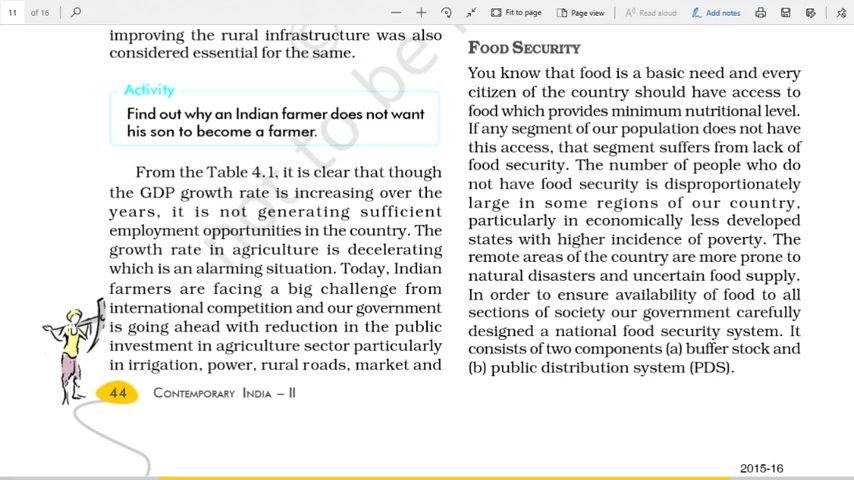 11 of 16
Fit to page
Page view
Read aloud
Add notes
improving the rural infrastructure was also
considered essential for the same.
Activity
Find out why an Indian farmer does not want
his son to become a farmer.
From the Table 4.1, it is clear that though
the GDP growth rate is increasing over the
years, it is not generating sufficient
employment opportunities in the country. The
growth rate in agriculture is decelerating
which is an alarming situation. Today, Indian
farmers are facing a big challenge from
international competition and our government
is going ahead with reduction in the public
investment in agriculture sector particularly
in irrigation, power, rural roads, market and
44 CONTEMPORARY INDIA – II
FOOD SECURITY
You know that food is a basic need and every
citizen of the country should have access to
food which provides minimum nutritional level.
If any segment of our population does not have
this access, that segment suffers from lack of
food security. The number of people who do
not have food security is disproportionately
large in some regions of our country,
particularly in economically less developed
states with higher incidence of poverty. The
remote areas of the country are more prone to
natural disasters and uncertain food supply.
In order to ensure availability of food to all
sections of society our government carefully
designed a national food security system. It
consists of two components (a) buffer stock and
(b) public distribution system (PDS).
2015-16
not to be
©